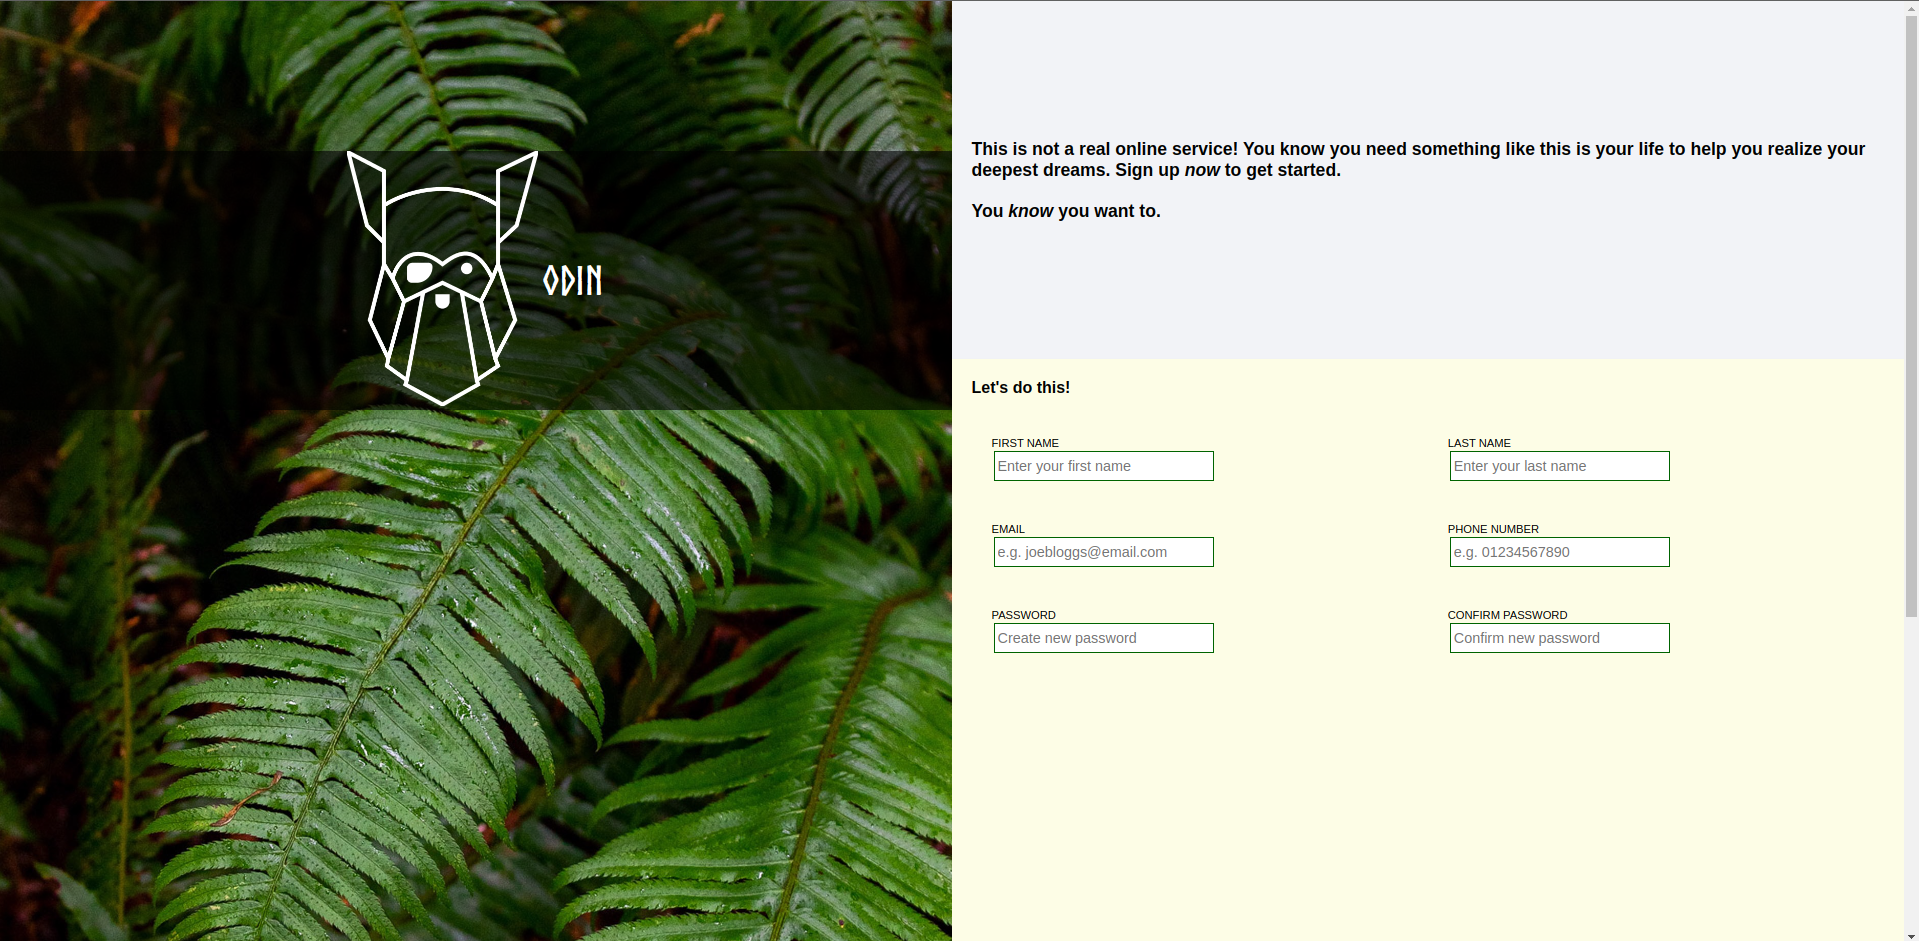 ODIN
This is not a real online service! You know you need something like this is your life to help you realize your
deepest dreams. Sign up now to get started.
You know you want to.
Let's do this!
FIRST NAME
Enter your first name
LAST NAME
Enter your last name
EMAIL
e.g. joebloggs@email.com
PHONE NUMBER
e.g. 01234567890
PASSWORD
Create new password
CONFIRM PASSWORD
Confirm new password